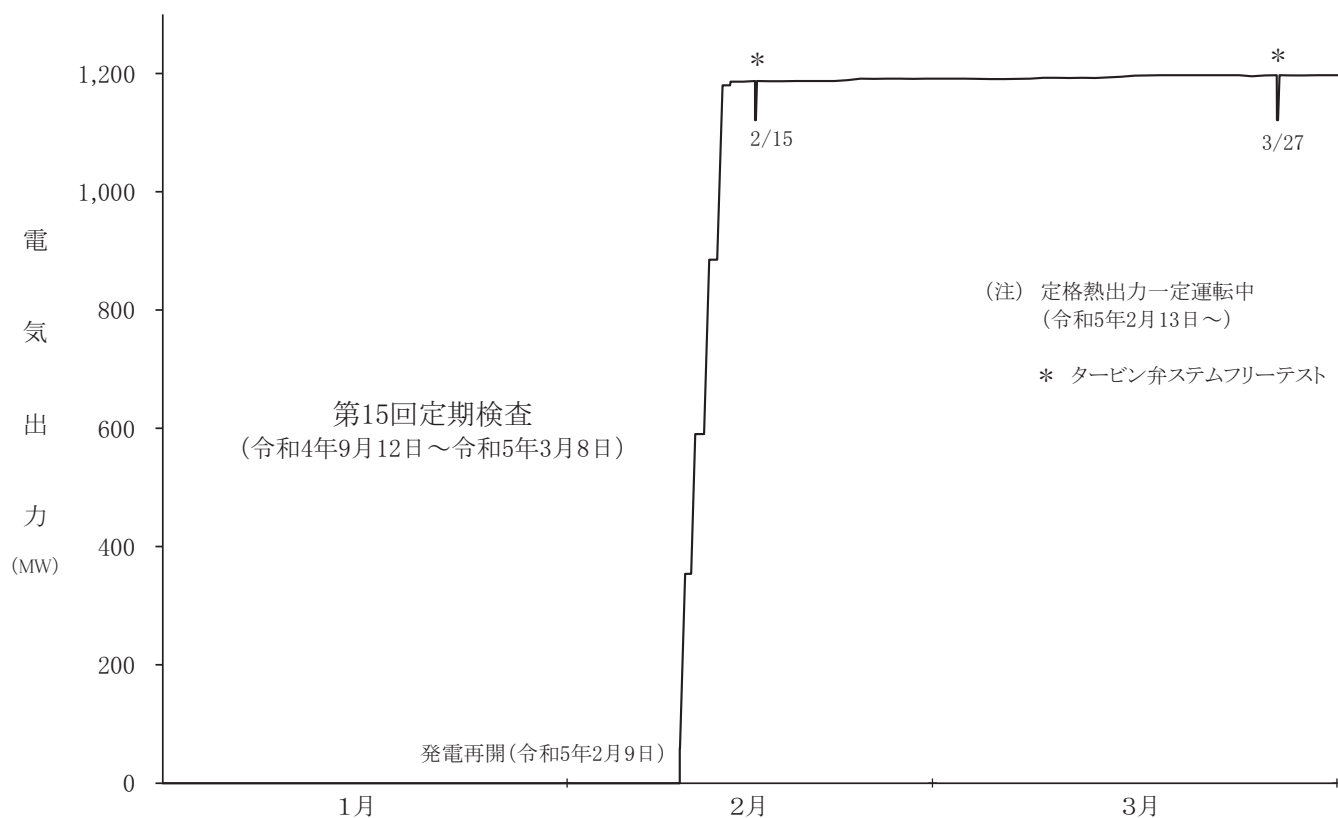 電気出力
(MW)
1,200
1,000
800
600
400
200
0
*
2/15
*
3/27
(注) 定格熱出力一定運転中
(令和5年2月13日～)
* タービン弁ステムフリーテスト
第15回定期検査
(令和4年9月12日～令和5年3月8日)
発電再開(令和5年2月9日)
1月
2月
3月